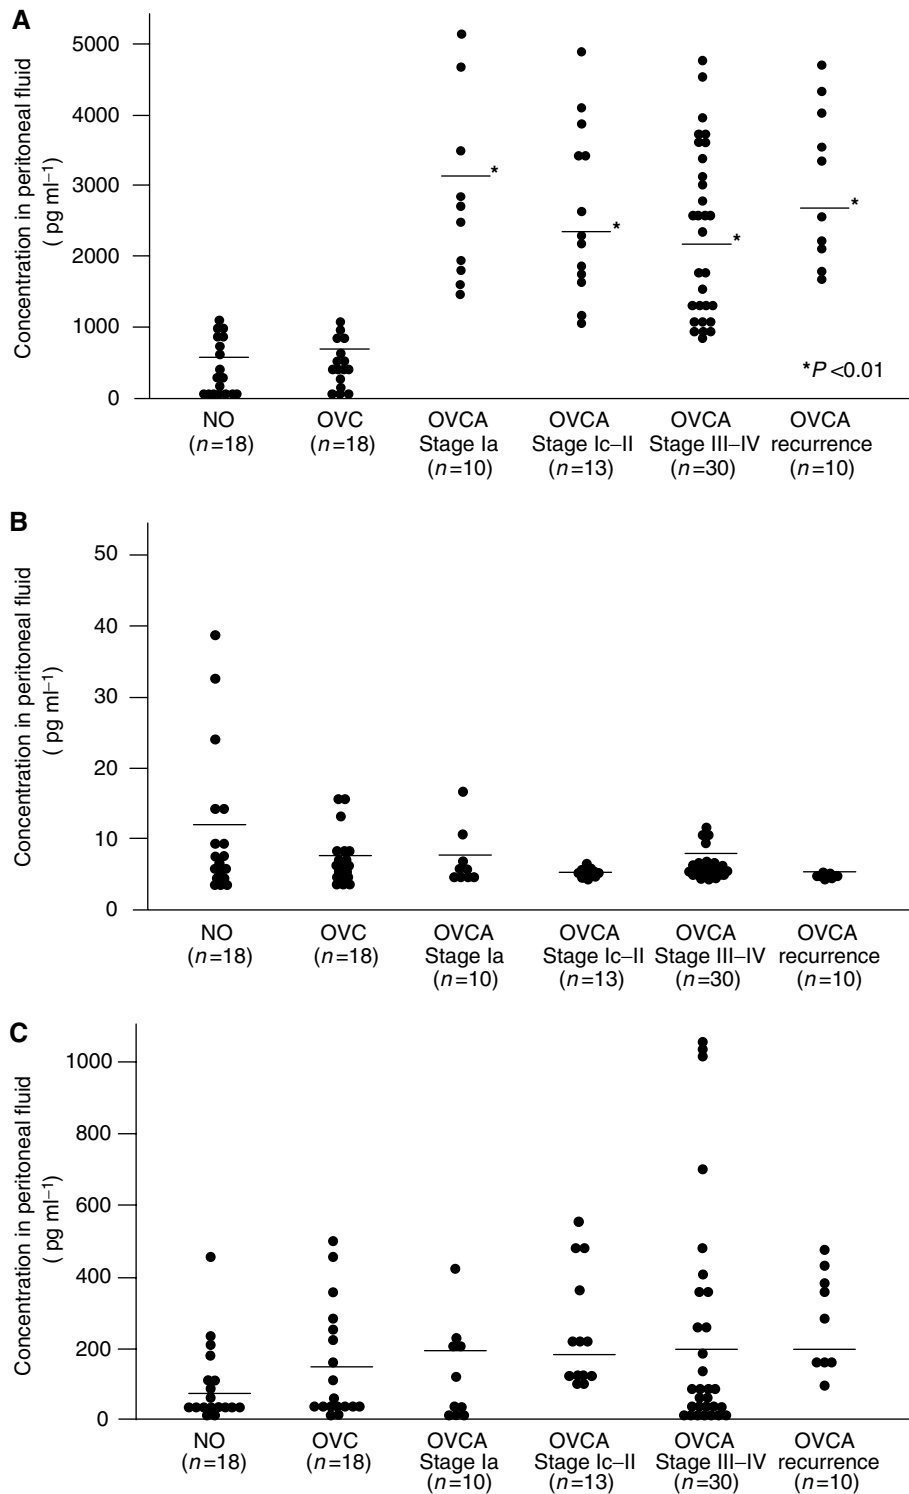 A
Concentration in peritoneal fluid
( pg ml⁻¹)
5000
4000
3000
2000
1000
0
*
*
*
*
*P <0.01
NO
(n=18)
OVC
(n=18)
OVCA
Stage Ia
(n=10)
OVCA
Stage Ic–II
(n=13)
OVCA
Stage III–IV
(n=30)
OVCA
recurrence
(n=10)
B
Concentration in peritoneal fluid
( pg ml⁻¹)
50
40
30
20
10
0
NO
(n=18)
OVC
(n=18)
OVCA
Stage Ia
(n=10)
OVCA
Stage Ic–II
(n=13)
OVCA
Stage III–IV
(n=30)
OVCA
recurrence
(n=10)
C
Concentration in peritoneal fluid
( pg ml⁻¹)
1000
800
600
400
200
0
NO
(n=18)
OVC
(n=18)
OVCA
Stage Ia
(n=10)
OVCA
Stage Ic–II
(n=13)
OVCA
Stage III–IV
(n=30)
OVCA
recurrence
(n=10)